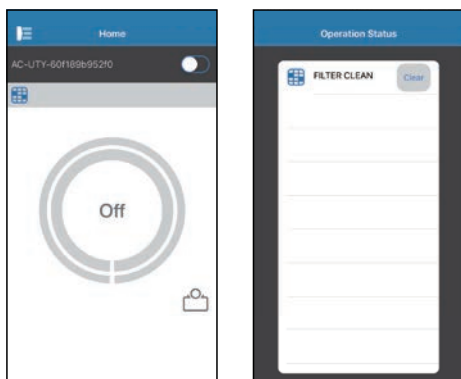 Home
AC-UTY-60f189b952f0
Off
Operation Status
FILTER CLEAN
Clear